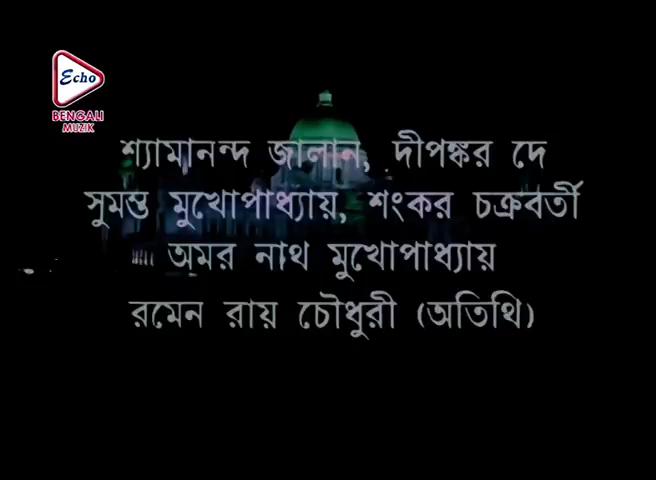 Echo
BENGALI
MUZIK
শ্যামানন্দ জালান, দীপঙ্কর দে
সুমন্ত মুখোপাধ্যায়, শংকর চক্রবর্তী
অমর নাথ মুখোপাধ্যায়
রমেন রায় চৌধুরী (অতিথি)